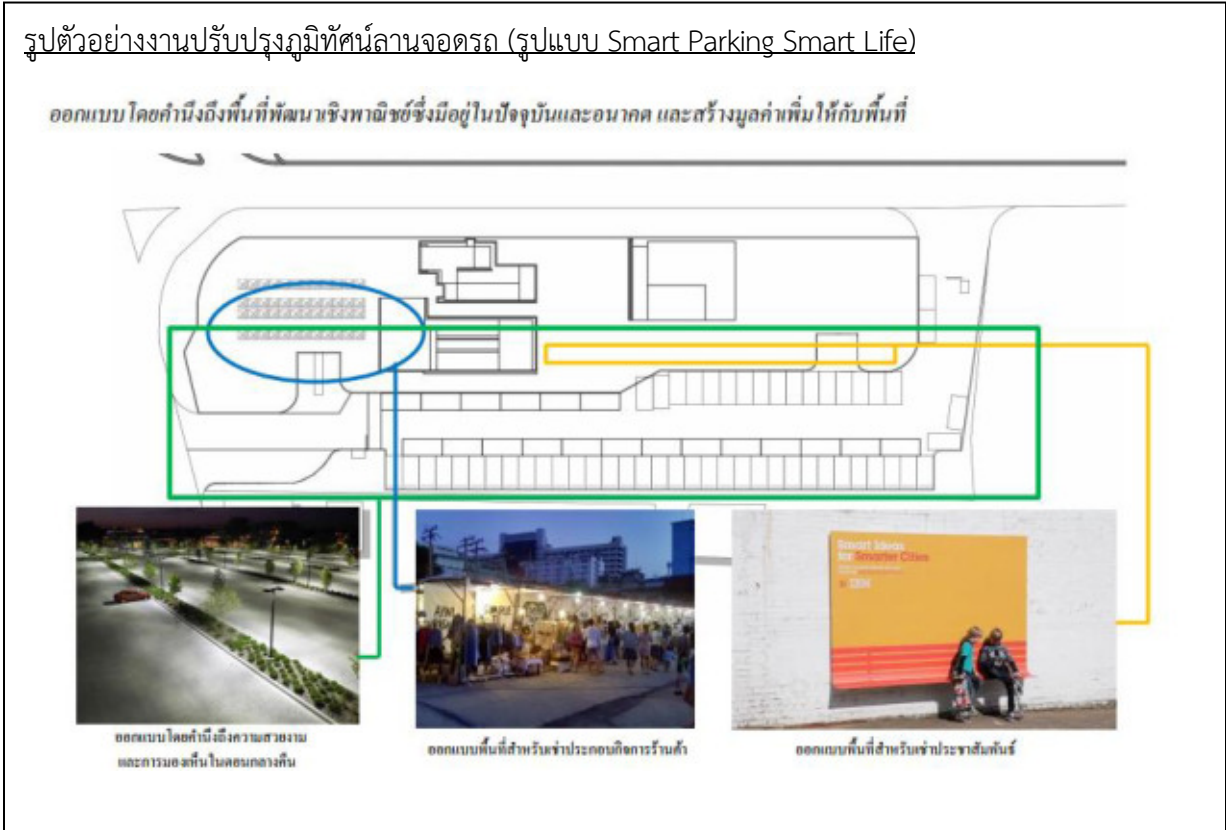 รูปตัวอย่างงานปรับปรุงภูมิทัศน์ลานจอดรถ (รูปแบบ Smart Parking Smart Life)
ออกแบบโดยคำนึงถึงพื้นที่พัฒนาเชิงพาณิชย์ซึ่งมีอยู่ในปัจจุบันและอนาคต และสร้างมูลค่าเพิ่มให้กับพื้นที่
Smart Ideas
for Smarter Cities
IBM
ออกแบบโดยคำนึงถึงความสวยงาม
และการมองเห็นในตอนกลางคืน
ออกแบบพื้นที่สำหรับเช่าประกอบกิจการร้านค้า
ออกแบบพื้นที่สำหรับเช่าประชาสัมพันธ์